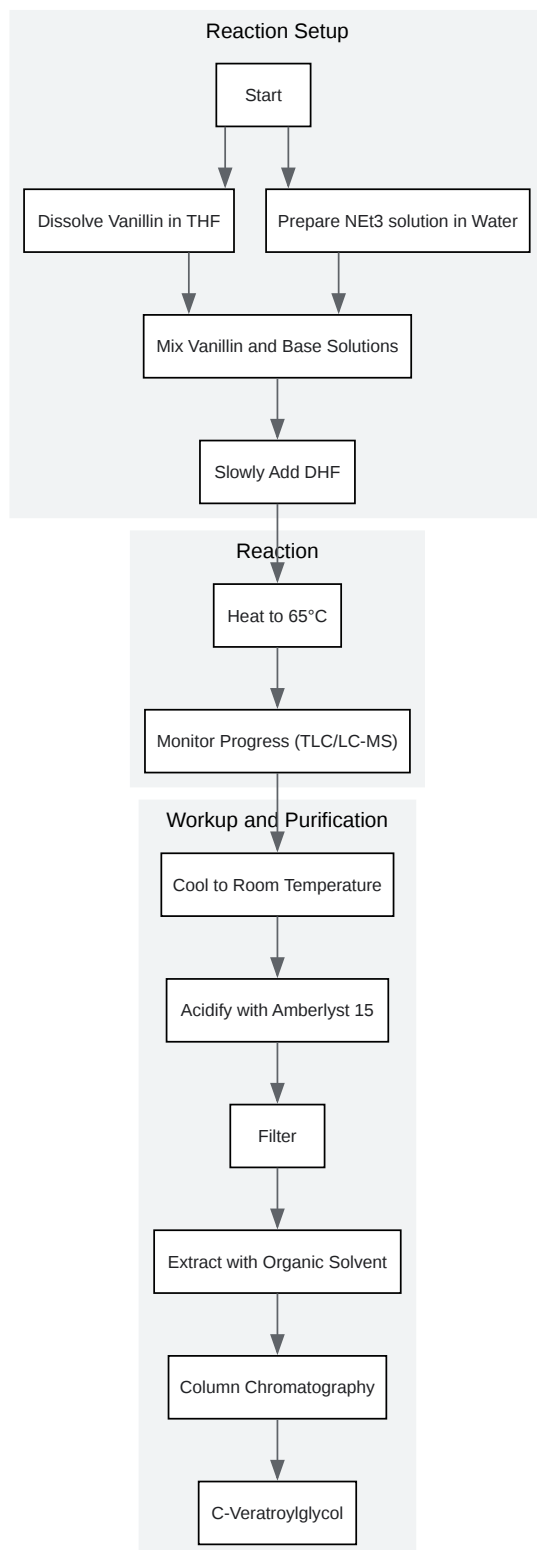 Reaction Setup
Start
Dissolve Vanillin in THF
Prepare NEt3 solution in Water
Mix Vanillin and Base Solutions
Slowly Add DHF
Reaction
Heat to 65°C
Monitor Progress (TLC/LC-MS)
Workup and Purification
Cool to Room Temperature
Acidify with Amberlyst 15
Filter
Extract with Organic Solvent
Column Chromatography
C-Veratroylglycol